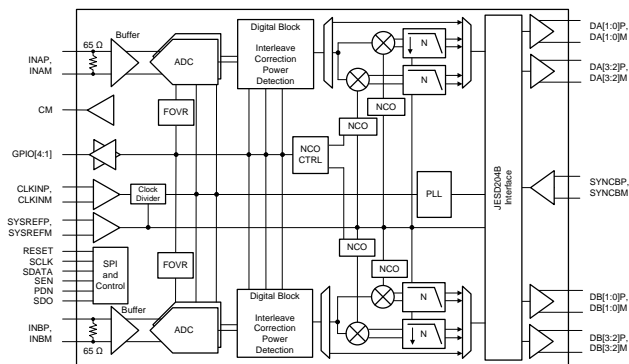 65 Ω
Buffer
INAP,
INAM
ADC
Digital Block
Interleave
Correction
Power
Detection
N
N
DA[1:0]P,
DA[1:0]M
DA[3:2]P,
DA[3:2]M
CM
FOVR
NCO
NCO
GPIO[4:1]
NCO
CTRL
CLKINP,
CLKINM
Clock
Divider
PLL
JESD204B
Interface
SYNCBP,
SYNCBM
SYSREFP,
SYSREFM
NCO
NCO
RESET
SCLK
SDATA
SEN
PDN
SDO
SPI
and
Control
FOVR
Digital Block
Interleave
Correction
Power
Detection
N
N
DB[1:0]P,
DB[1:0]M
DB[3:2]P,
DB[3:2]M
Buffer
INBP,
INBM
65 Ω
ADC